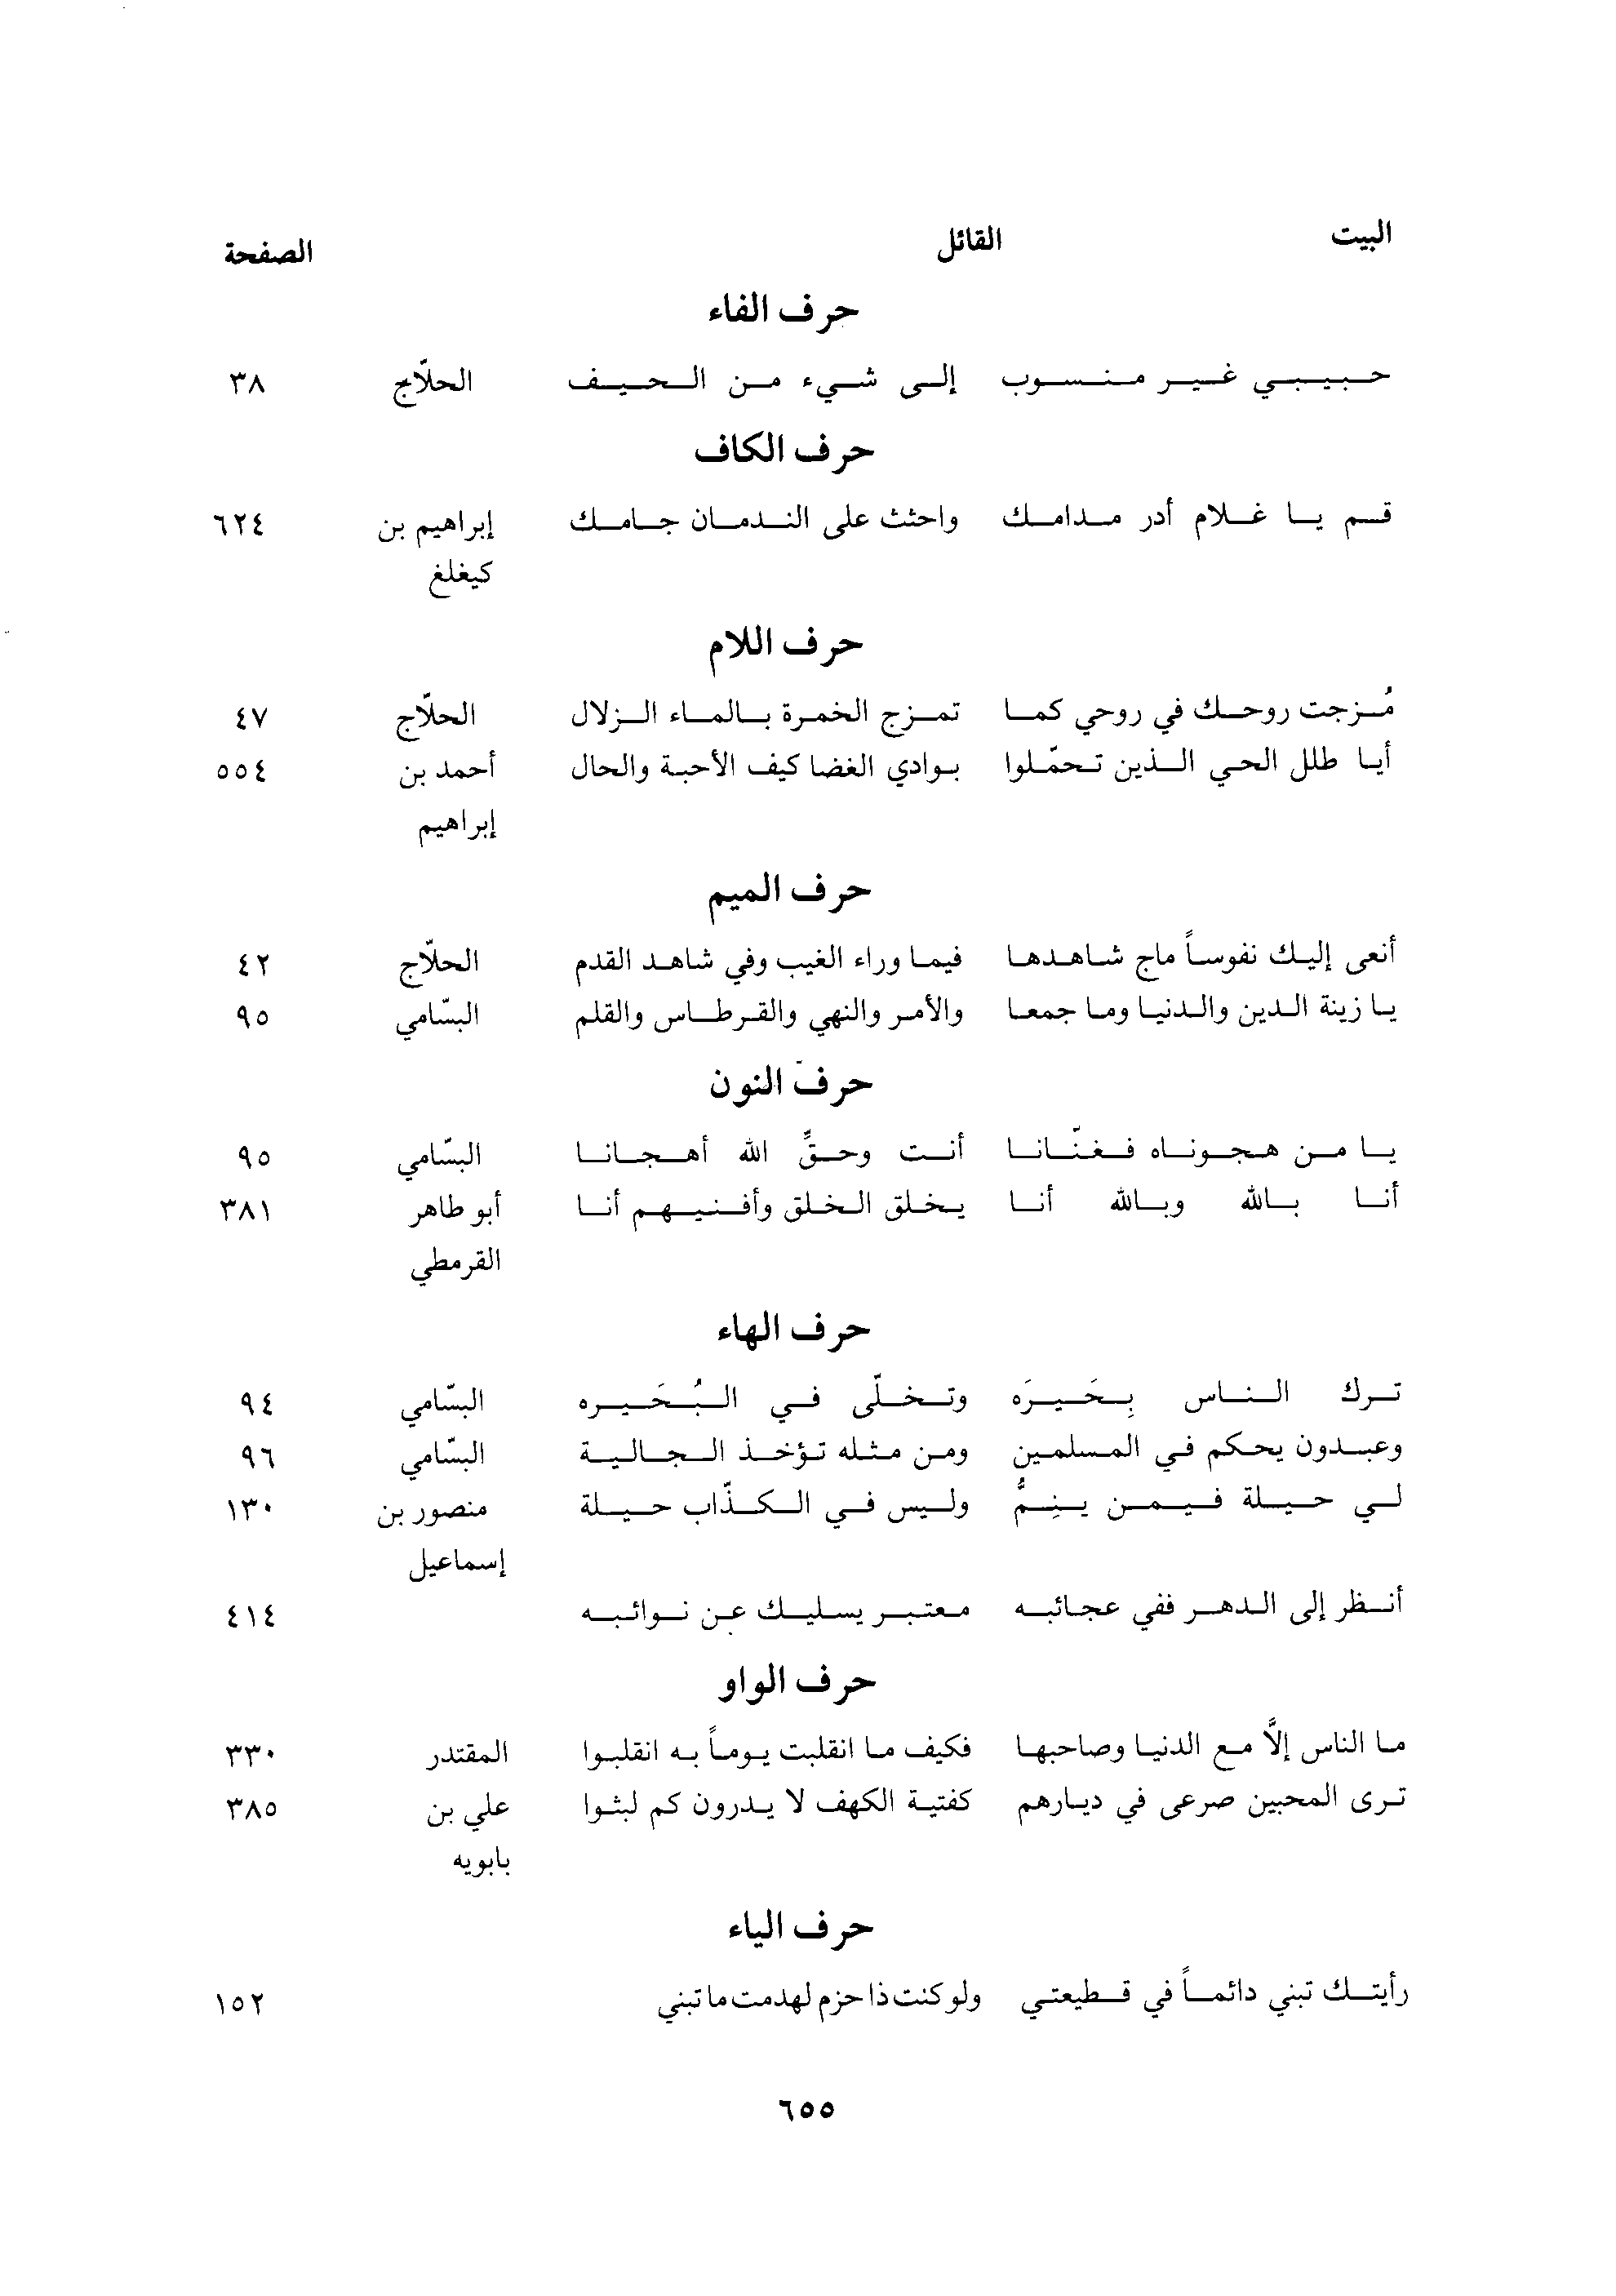 البيت القائل الصفحة
حرف الفاء
حبيبي غير منسوب إلى شيء من الحيف الحلاّج ٣٨
حرف الكاف
قم يا غلام أدر مدامك واحثث على الندمان جامك إبراهيم بن ٦٢٤
كيغلغ
حرف اللام
مُزجت روحك في روحي كما تمزج الخمرة بالماء الزلال الحلاّج ٤٧
أيا طلل الحي الذين تحمّلوا بوادي الغضا كيف الأحبة والحال أحمد بن ٥٥٤
إبراهيم
حرف الميم
أنعى إليك نفوساً ماج شاهدها فيما وراء الغيب وفي شاهد القدم الحلاّج ٤٢
يا زينة الدين والدنيا وما جمعا والأمر والنهي والقرطاس والقلم البسّامي ٩٥
حرف النون
يا من هجوناه فغنّانا أنت وحقِّ الله أهجانا البسّامي ٩٥
أنا بالله وبالله أنا يخلق الخلق وأفنيهم أنا أبو طاهر ٣٨١
القرمطي
حرف الهاء
ترك الناس بِحَيرَه وتخلّى في البُحَيره البسّامي ٩٤
وعبدون يحكم في المسلمين ومن مثله تؤخذ الجالية البسّامي ٩٦
لي حيلة فيمن ينِمُّ وليس في الكذّاب حيلة منصور بن ١٣٠
إسماعيل
أنظر إلى الدهر ففي عجائبه معتبر يسليك عن نوائبه ٤١٤
حرف الواو
ما الناس إلاَّ مع الدنيا وصاحبها فكيف ما انقلبت يوماً به انقلبوا المقتدر ٣٣٠
ترى المحبين صرعى في ديارهم كفتية الكهف لا يدرون كم لبثوا علي بن ٣٨٥
بابويه
حرف الياء
رأيتك تبني دائماً في قطيعتي ولو كنت ذا حزم لهدمت ما تبني ١٥٢
٦٥٥